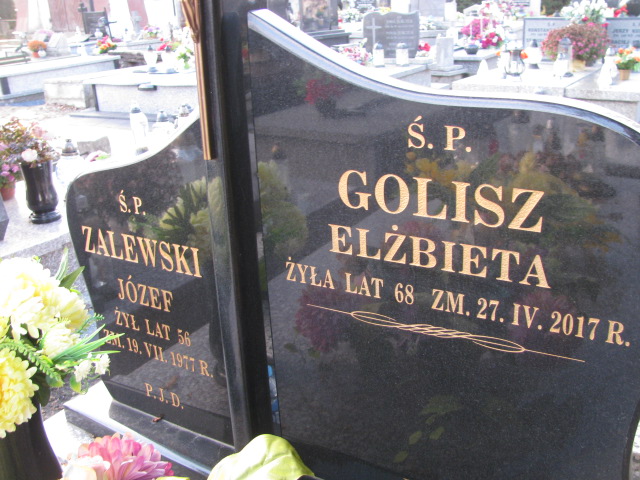 Ś.P.
ZALEWSKI
JÓZEF
ŻYŁ LAT 56
ZM. 19. VII. 1977 R.
P.J.D.
Ś. P.
GOLISZ
ELŻBIETA
ŻYŁA LAT 68 ZM. 27. IV. 2017 R.